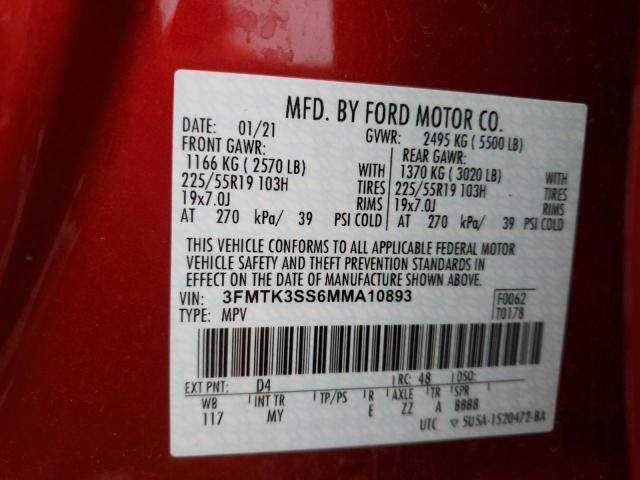 MFD. BY FORD MOTOR CO.
DATE: 01/21 GVWR: 2495 KG ( 5500 LB)
FRONT GAWR: REAR GAWR:
1166 KG ( 2570 LB) WITH 1370 KG ( 3020 LB) WITH
225/55R19 103H TIRES 225/55R19 103H TIRES
19x7.0J RIMS 19x7.0J RIMS
AT 270 kPa/ 39 PSI COLD AT 270 kPa/ 39 PSI COLD
THIS VEHICLE CONFORMS TO ALL APPLICABLE FEDERAL MOTOR
VEHICLE SAFETY AND THEFT PREVENTION STANDARDS IN
EFFECT ON THE DATE OF MANUFACTURE SHOWN ABOVE.
VIN: 3FMTK3SS6MMA10893 F0062
TYPE: MPV T0178
EXT PNT: D4 RC: 48 DSO:
WB INT TR TP/PS R AXLE TR SPR
117 MY E ZZ A BBBB
UTC ▽ 5U5A-1520472-BA